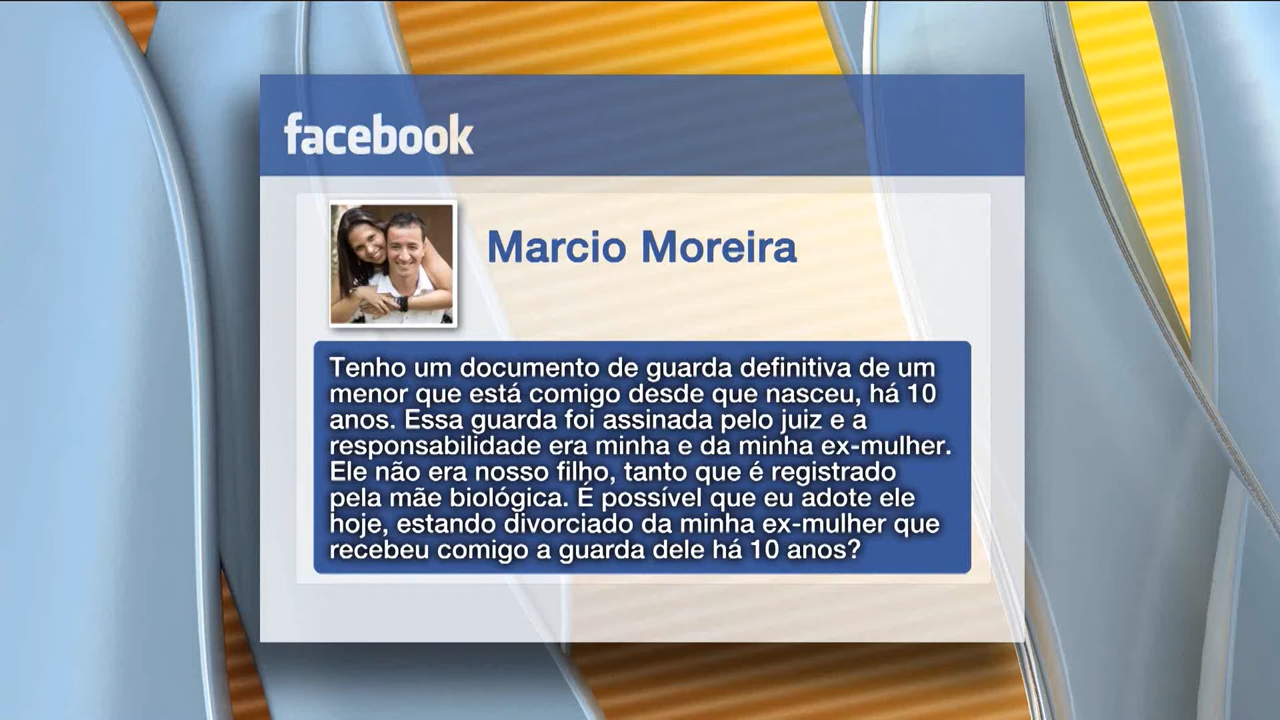 facebook
Marcio Moreira
Tenho um documento de guarda definitiva de um
menor que está comigo desde que nasceu, há 10
anos. Essa guarda foi assinada pelo juiz e a
responsabilidade era minha e da minha ex-mulher.
Ele não era nosso filho, tanto que é registrado
pela mãe biológica. É possível que eu adote ele
hoje, estando divorciado da minha ex-mulher que
recebeu comigo a guarda dele há 10 anos?